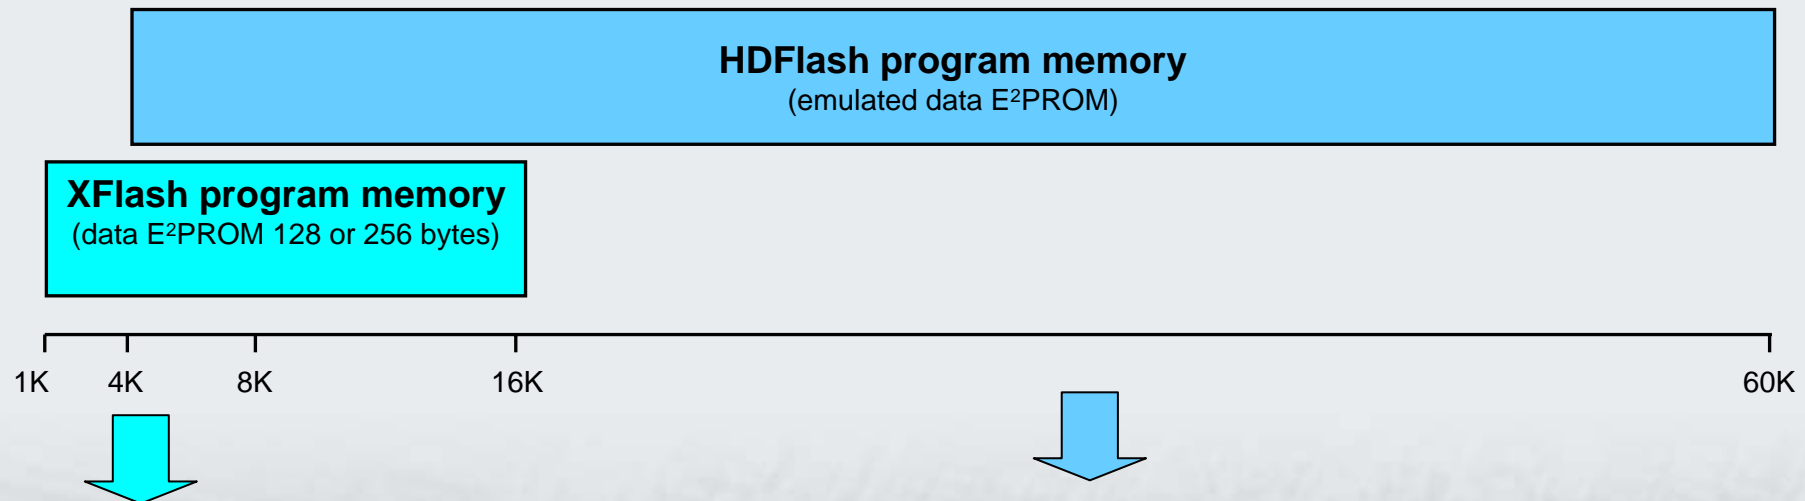 HDFlash program memory
(emulated data E²PROM)
XFlash program memory
(data E²PROM 128 or 256 bytes)
1K 4K 8K 16K 60K